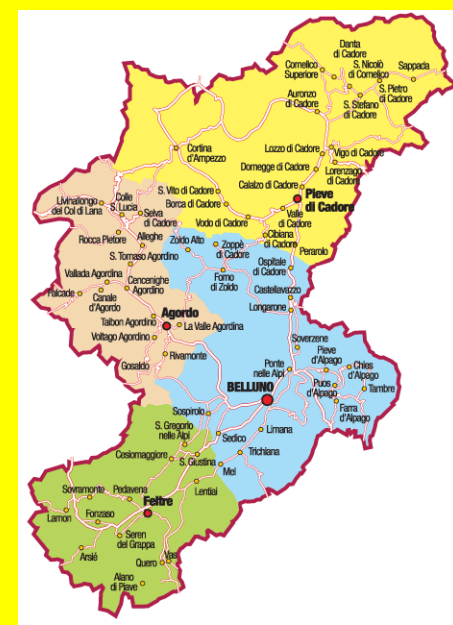 Danta
di Cadore
Comelico
Superiore
S. Nicolò
di Comelico
Sappada
Auronzo
di Cadore
S. Pietro
di Cadore
S. Stefano
di Cadore
Cortina
d'Ampezzo
Lozzo di Cadore
Vigo di Cadore
Domegge di Cadore
Lorenzago
di Cadore
Calalzo di Cadore
S. Vito di Cadore
Borca di Cadore
Pieve
di Cadore
Vodo di Cadore
Valle
di Cadore
Cibiana
di Cadore
Perarolo
Livinallongo
del Col di Lana
Colle
S. Lucia
Selva
di Cadore
Rocca Pietore
Alleghe
Zoldo Alto
Zoppè
di Cadore
S. Tomaso Agordino
Ospitale
di Cadore
Vallada Agordina
Cencenighe
Agordino
Forno
di Zoldo
Falcade
Canale
d'Agordo
Castellavazzo
Longarone
Agordo
Taibon Agordino
La Valle Agordina
Voltago Agordino
Rivamonte
Gosaldo
Soverzene
Ponte
nelle Alpi
Pieve
d'Alpago
Chies
d'Alpago
BELLUNO
Puos
d'Alpago
Tambre
Farra
d'Alpago
Sospirolo
S. Gregorio
nelle Alpi
Sedico
Limana
Cesiomaggiore
S. Giustina
Trichiana
Mel
Lentiai
Sovramonte
Pedavena
Feltre
Lamon
Fonzaso
Seren
del Grappa
Arsié
Quero
Vas
Alano
di Piave